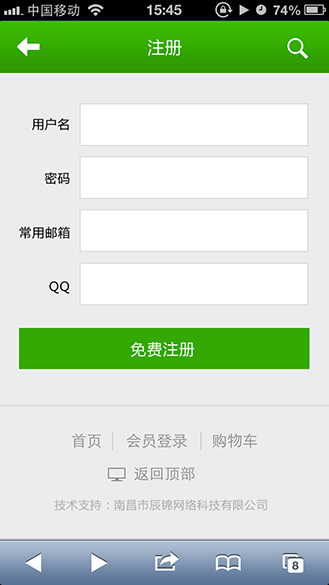 中国移动 15:45 74%
注册
用户名
密码
常用邮箱
QQ
免费注册
首页 会员登录 购物车
返回顶部
技术支持：南昌市辰锦网络科技有限公司
8